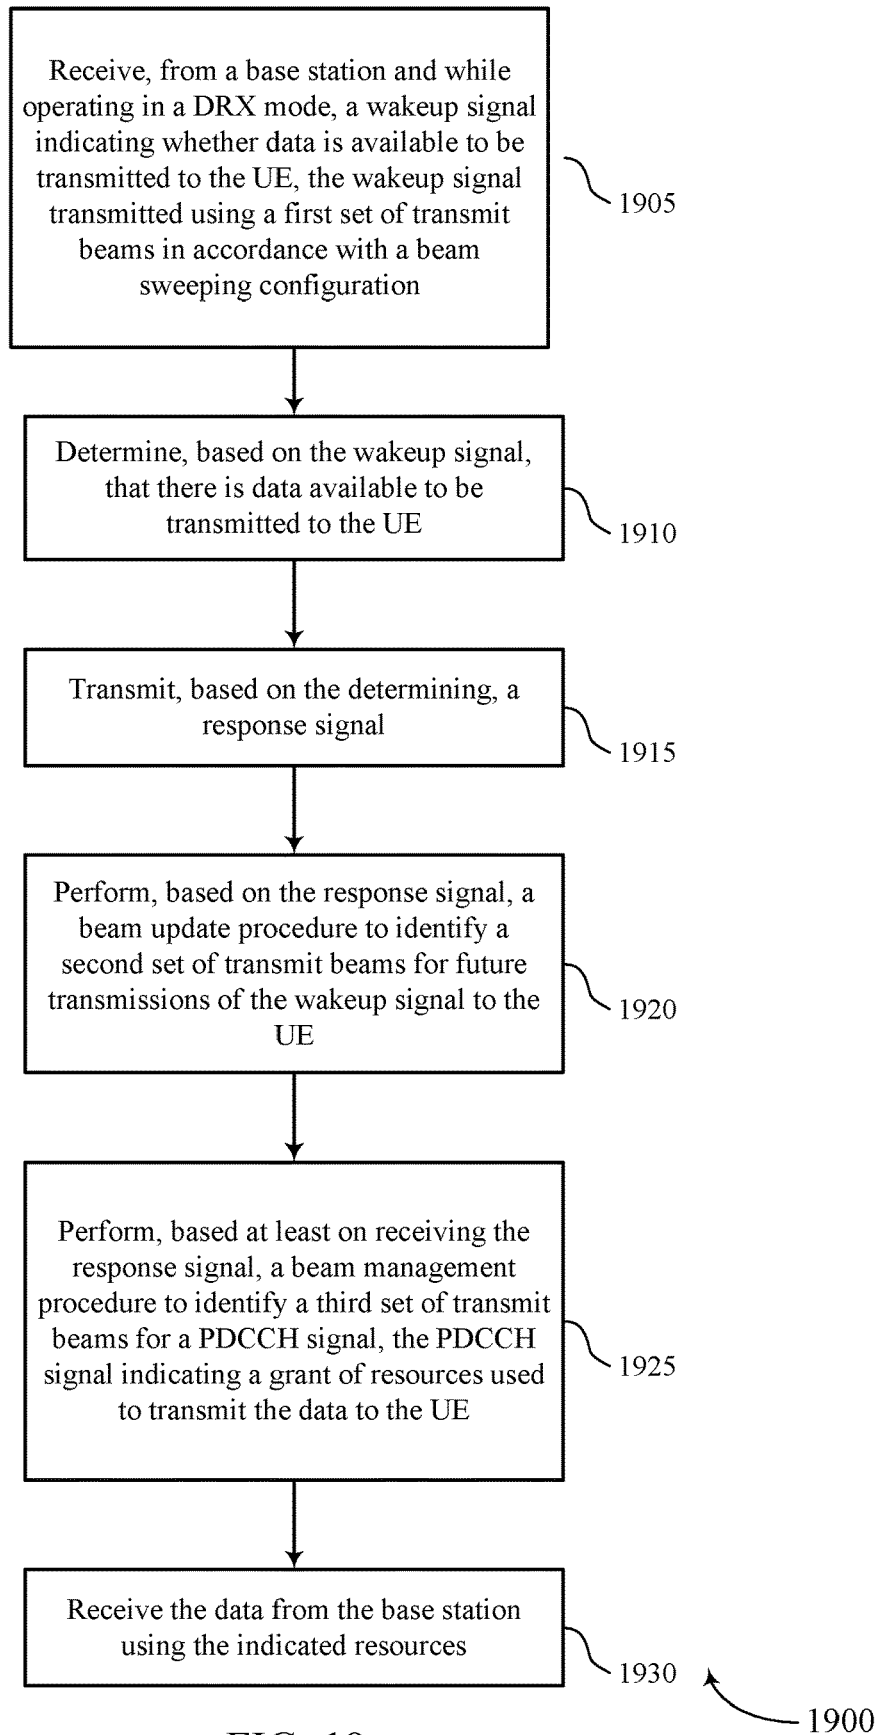 Receive, from a base station and while
operating in a DRX mode, a wakeup signal
indicating whether data is available to be
transmitted to the UE, the wakeup signal
transmitted using a first set of transmit
beams in accordance with a beam
sweeping configuration
1905
Determine, based on the wakeup signal,
that there is data available to be
transmitted to the UE
1910
Transmit, based on the determining, a
response signal
1915
Perform, based on the response signal, a
beam update procedure to identify a
second set of transmit beams for future
transmissions of the wakeup signal to the
UE
1920
Perform, based at least on receiving the
response signal, a beam management
procedure to identify a third set of transmit
beams for a PDCCH signal, the PDCCH
signal indicating a grant of resources used
to transmit the data to the UE
1925
Receive the data from the base station
using the indicated resources
1930
1900